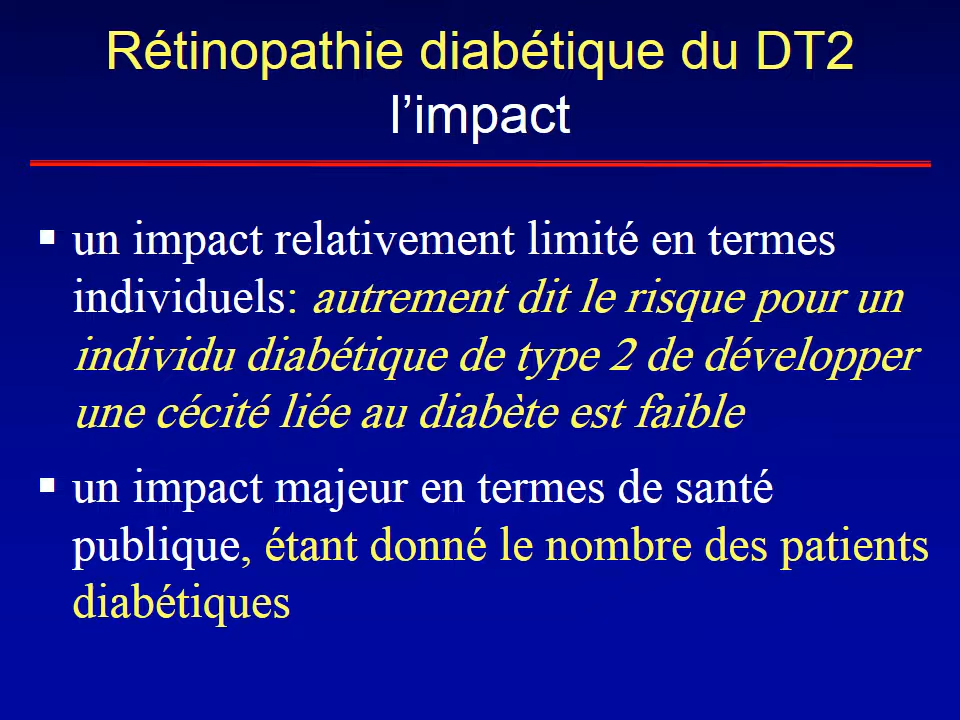 Rétinopathie diabétique du DT2
l’impact
▪ un impact relativement limité en termes
individuels: autrement dit le risque pour un
individu diabétique de type 2 de développer
une cécité liée au diabète est faible
▪ un impact majeur en termes de santé
publique, étant donné le nombre des patients
diabétiques